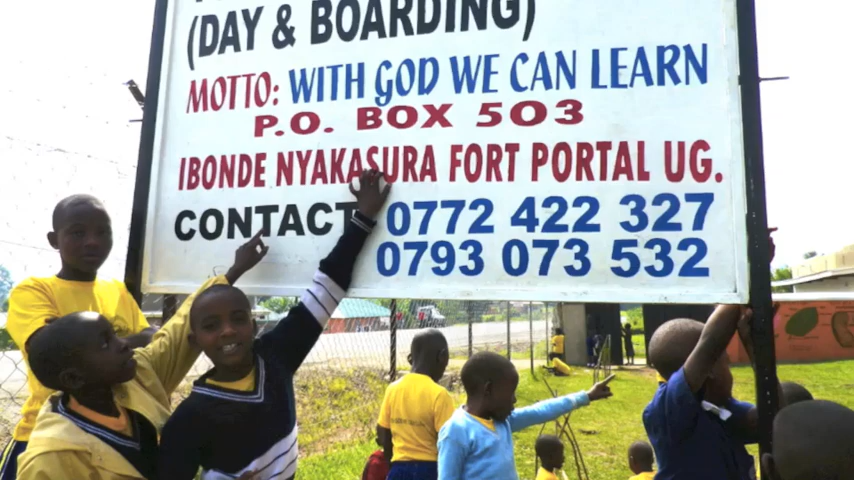 (DAY & BOARDING)
MOTTO: WITH GOD WE CAN LEARN
P.O. BOX 503
IBONDE NYAKASURA FORT PORTAL UG.
CONTACT 0772 422 327
0793 073 532